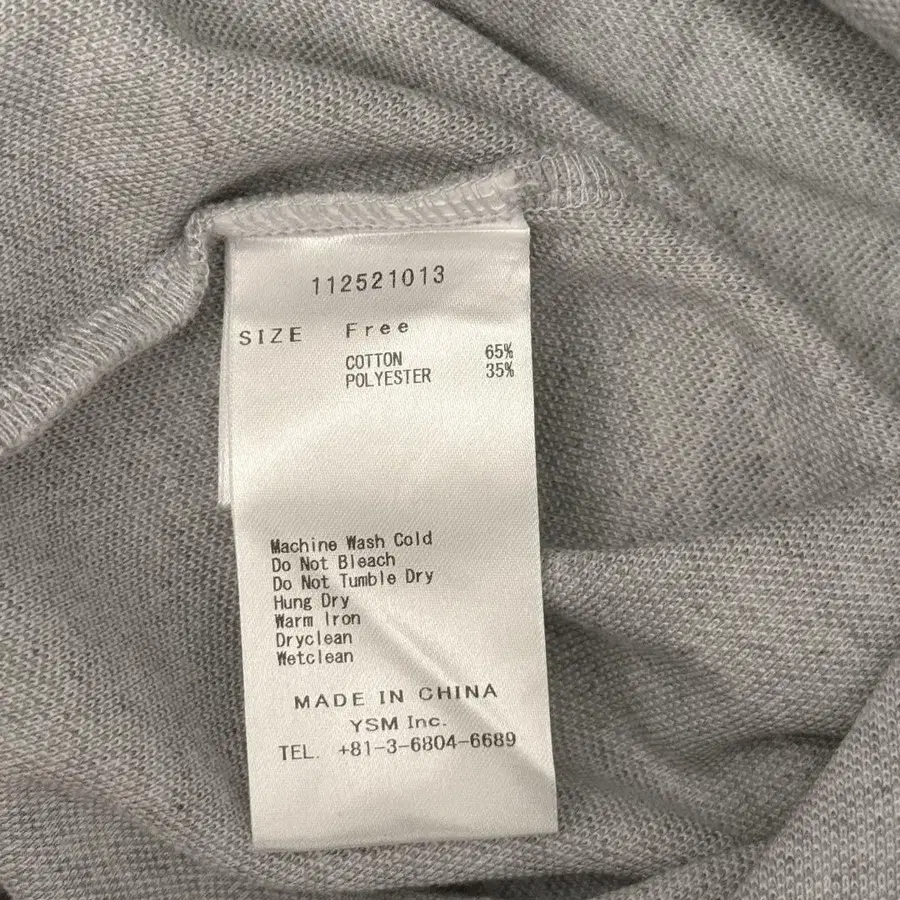 112521013
SIZE Free
COTTON 65%
POLYESTER 35%
Machine Wash Cold
Do Not Bleach
Do Not Tumble Dry
Hung Dry
Warm Iron
Dryclean
Wetclean
MADE IN CHINA
YSM Inc.
TEL. +81-3-6804-6689